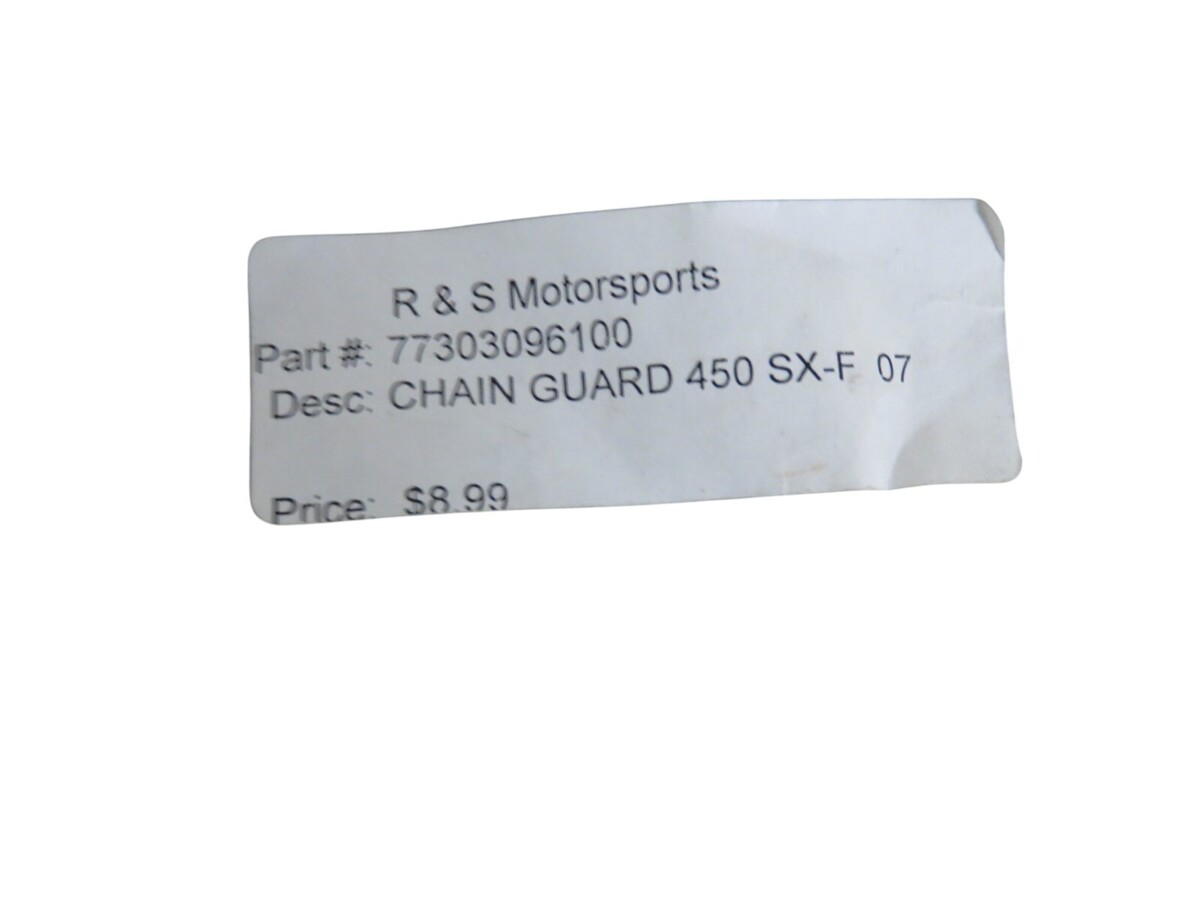 R & S Motorsports
Part #: 77303096100
Desc: CHAIN GUARD 450 SX-F 07
Price: $8.99